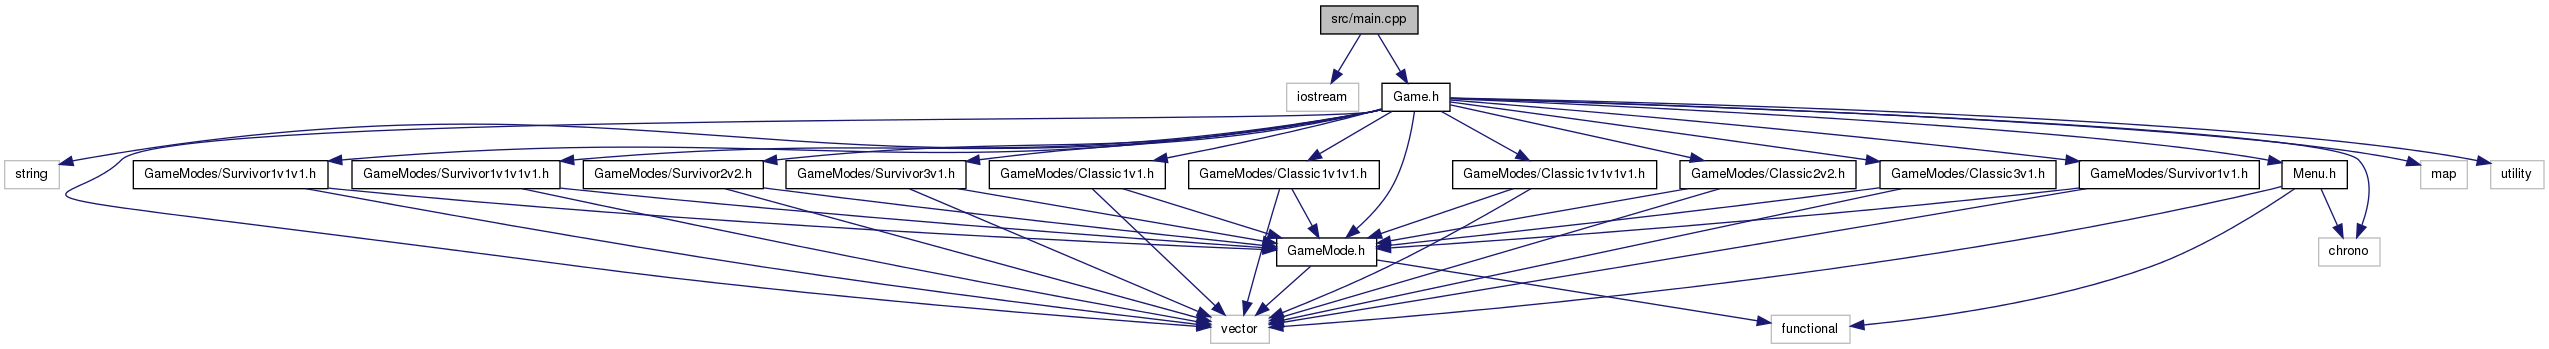 src/main.cpp
iostream
Game.h
string
GameModes/Survivor1v1v1.h
GameModes/Survivor1v1v1v1.h
GameModes/Survivor2v2.h
GameModes/Survivor3v1.h
GameModes/Classic1v1.h
GameModes/Classic1v1v1.h
GameModes/Classic1v1v1v1.h
GameModes/Classic2v2.h
GameModes/Classic3v1.h
GameModes/Survivor1v1.h
Menu.h
map
utility
GameMode.h
chrono
vector
functional